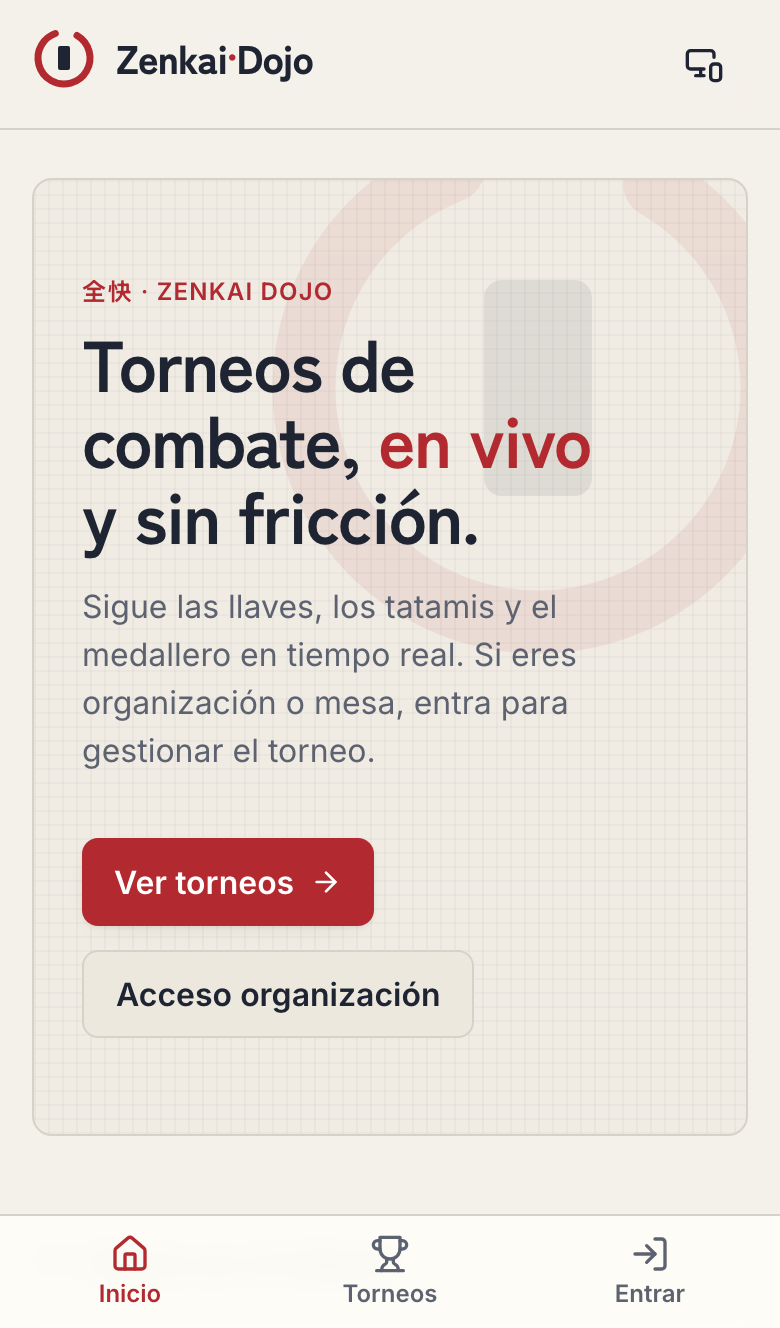 Zenkai·Dojo
全快 · ZENKAI DOJO
Torneos de
combate, en vivo
y sin fricción.
Sigue las llaves, los tatamis y el
medallero en tiempo real. Si eres
organización o mesa, entra para
gestionar el torneo.
Ver torneos →
Acceso organización
Inicio
Torneos
Entrar